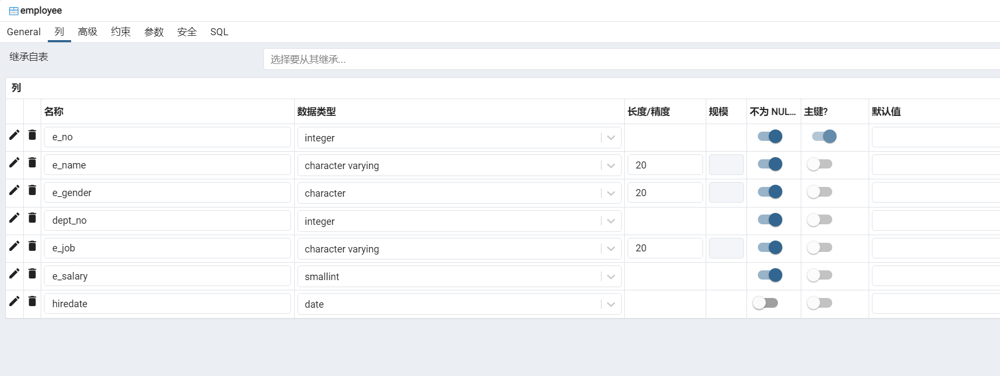 employee
General 列 高级 约束 参数 安全 SQL
继承自表 选择要从其继承...
列
名称 数据类型 长度/精度 规模 不为 NUL... 主键? 默认值
e_no integer
e_name character varying 20
e_gender character 20
dept_no integer
e_job character varying 20
e_salary smallint
hiredate date